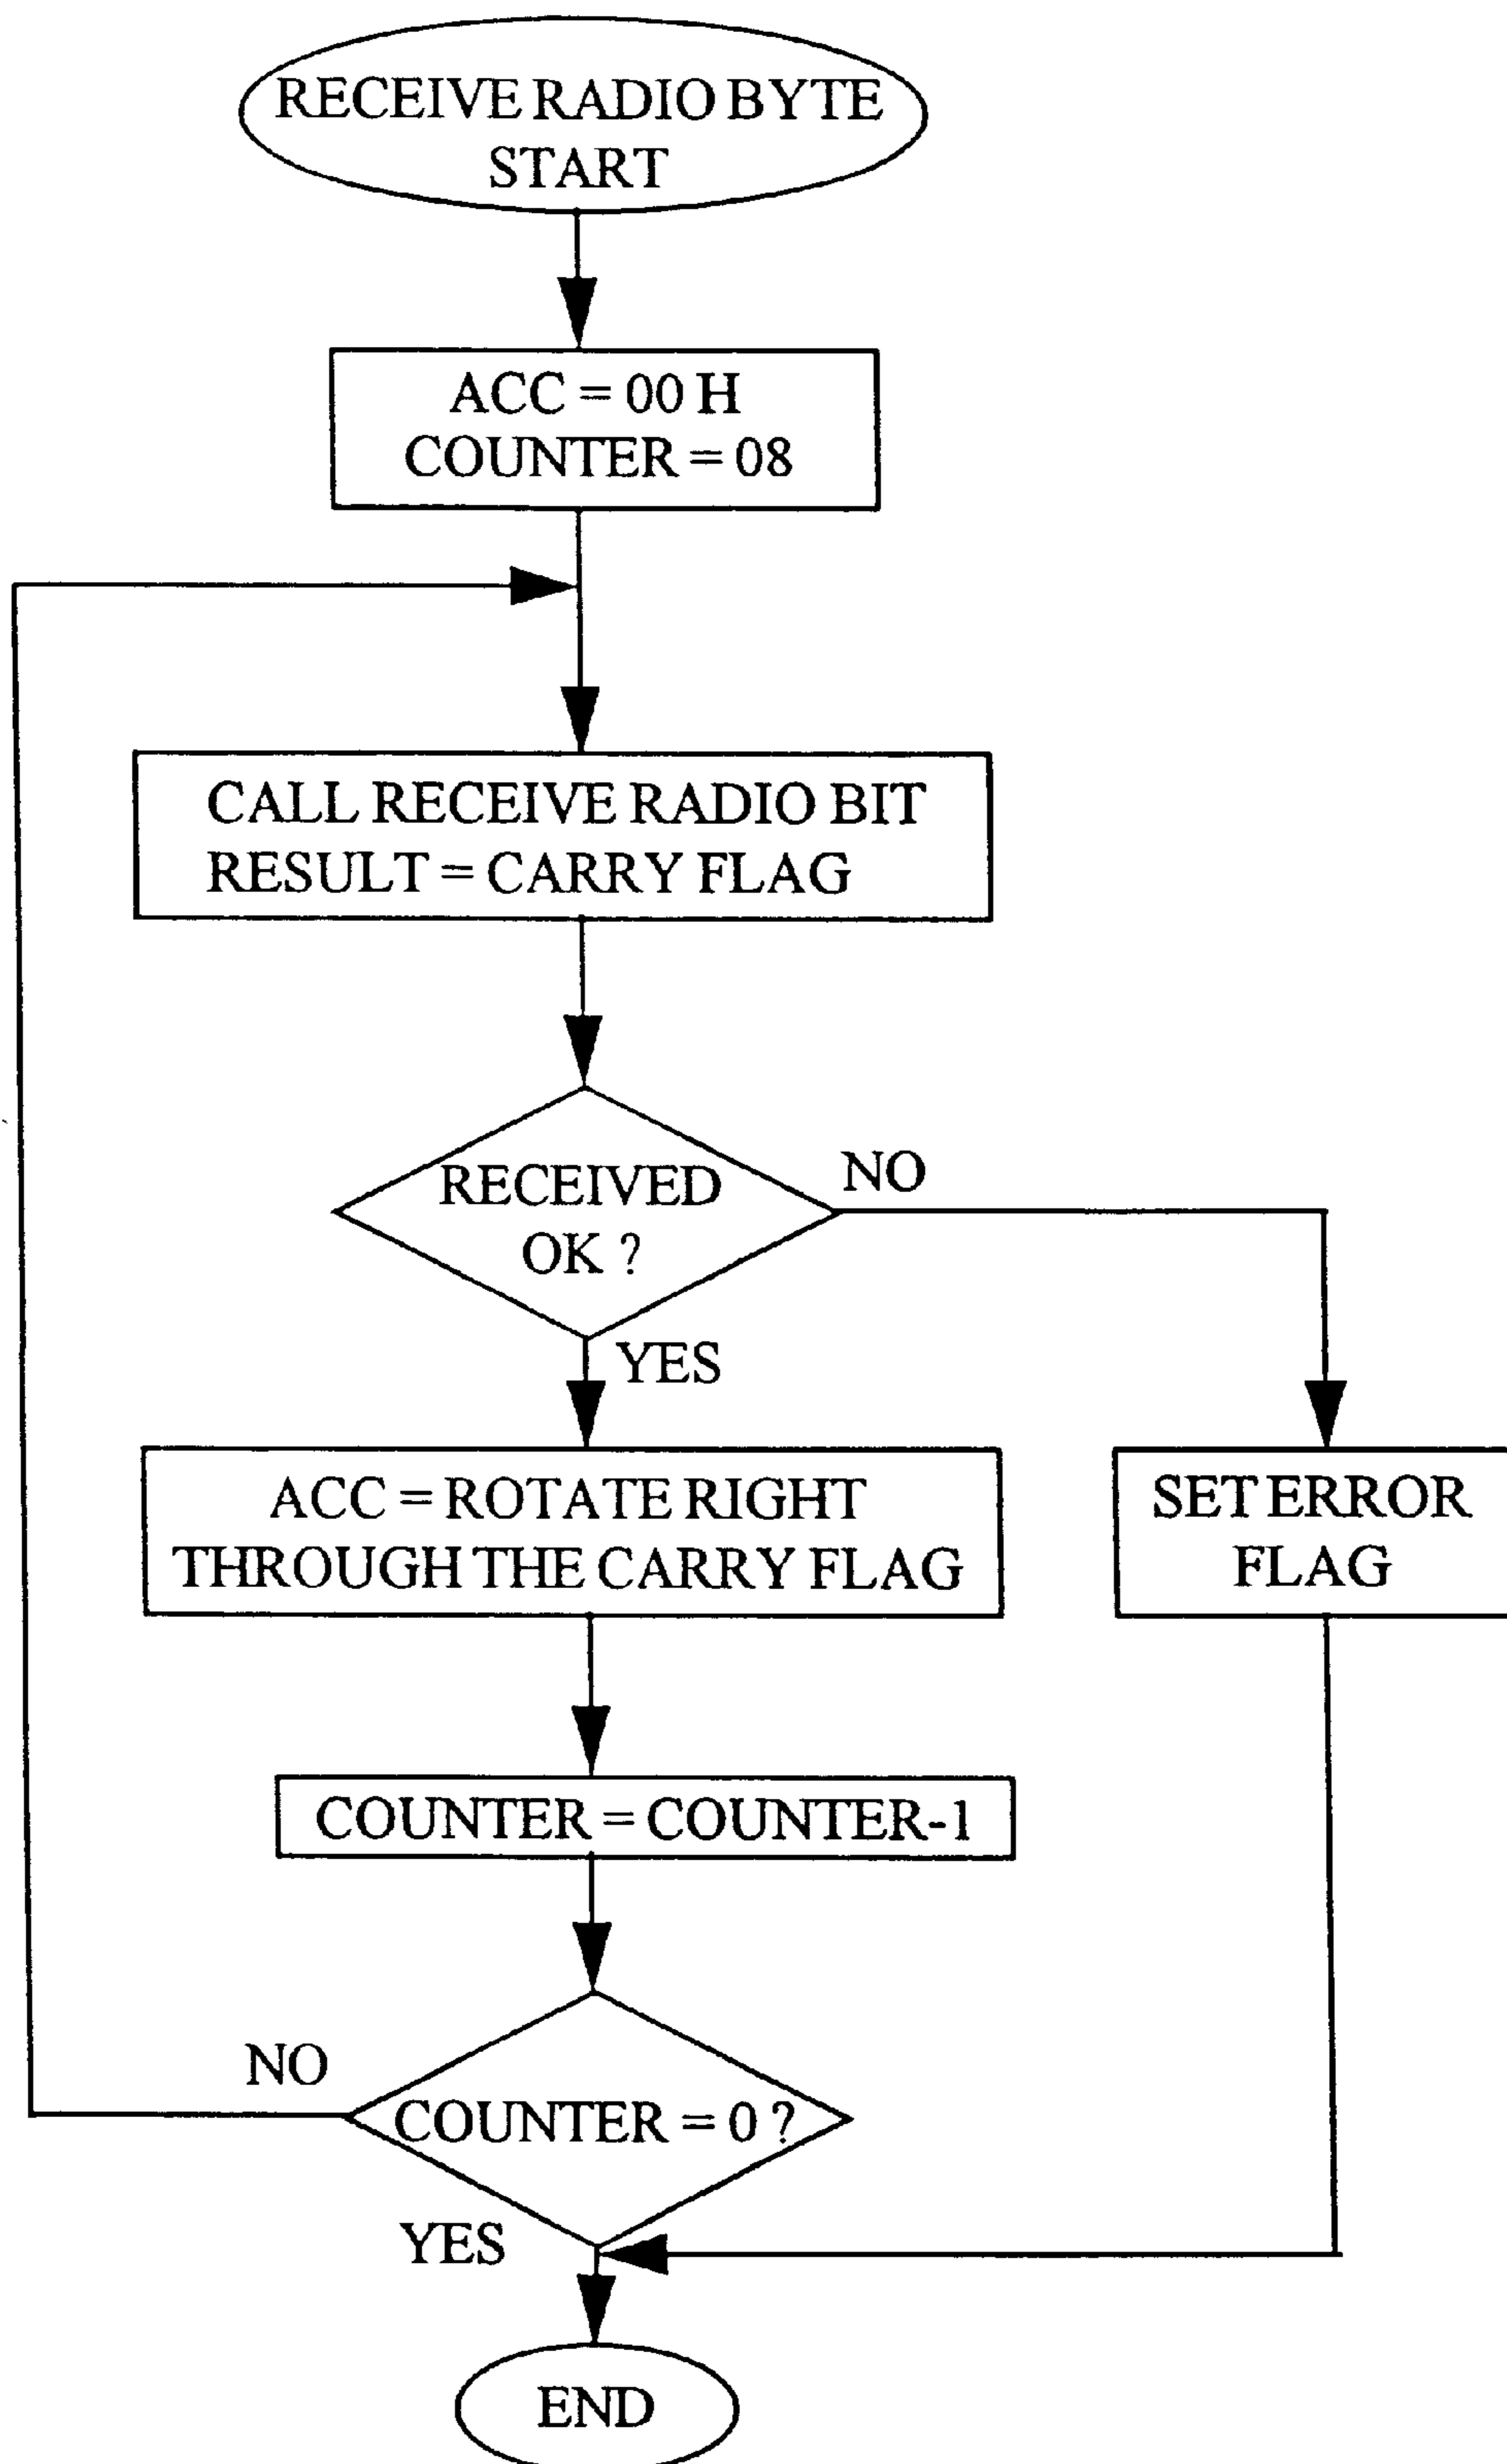 RECEIVE RADIO BYTE
START
ACC = 00 H
COUNTER = 08
CALL RECEIVE RADIO BIT
RESULT = CARRY FLAG
RECEIVED
OK ?
NO
YES
ACC = ROTATE RIGHT
THROUGH THE CARRY FLAG
SET ERROR
FLAG
COUNTER = COUNTER-1
NO
COUNTER = 0 ?
YES
END